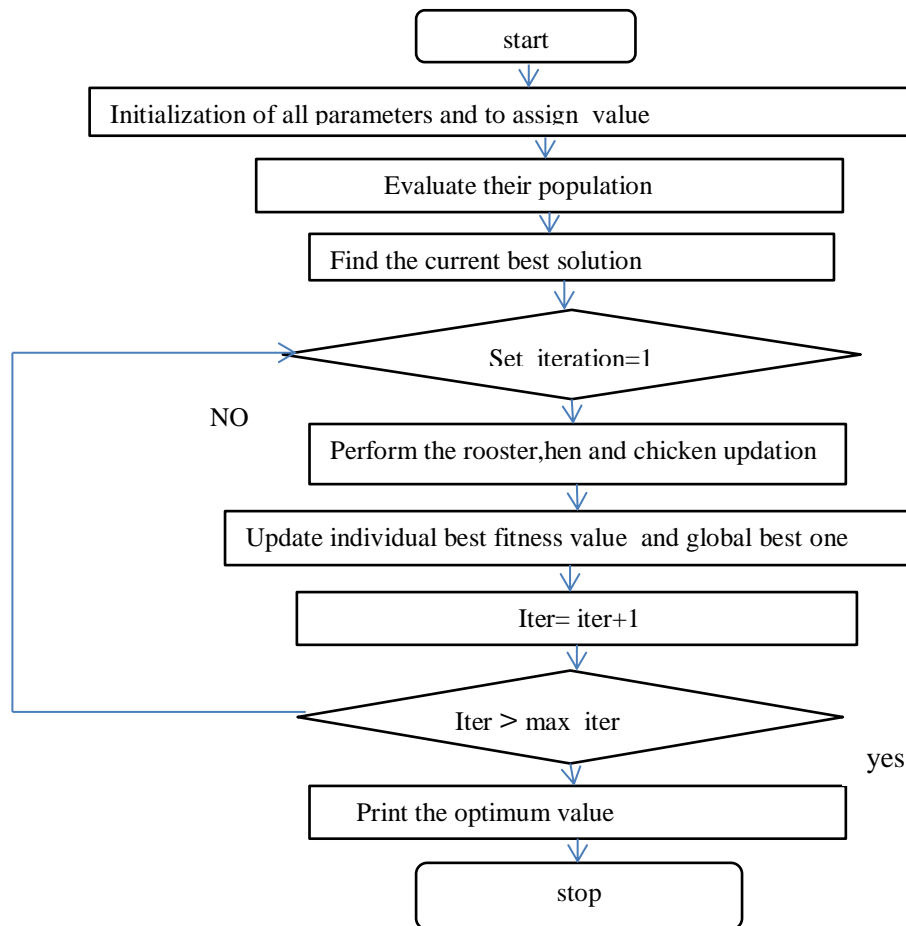 start
Initialization of all parameters and to assign value
Evaluate their population
Find the current best solution
Set iteration=1
NO
Perform the rooster,hen and chicken updation
Update individual best fitness value and global best one
Iter= iter+1
Iter > max iter
yes
Print the optimum value
stop